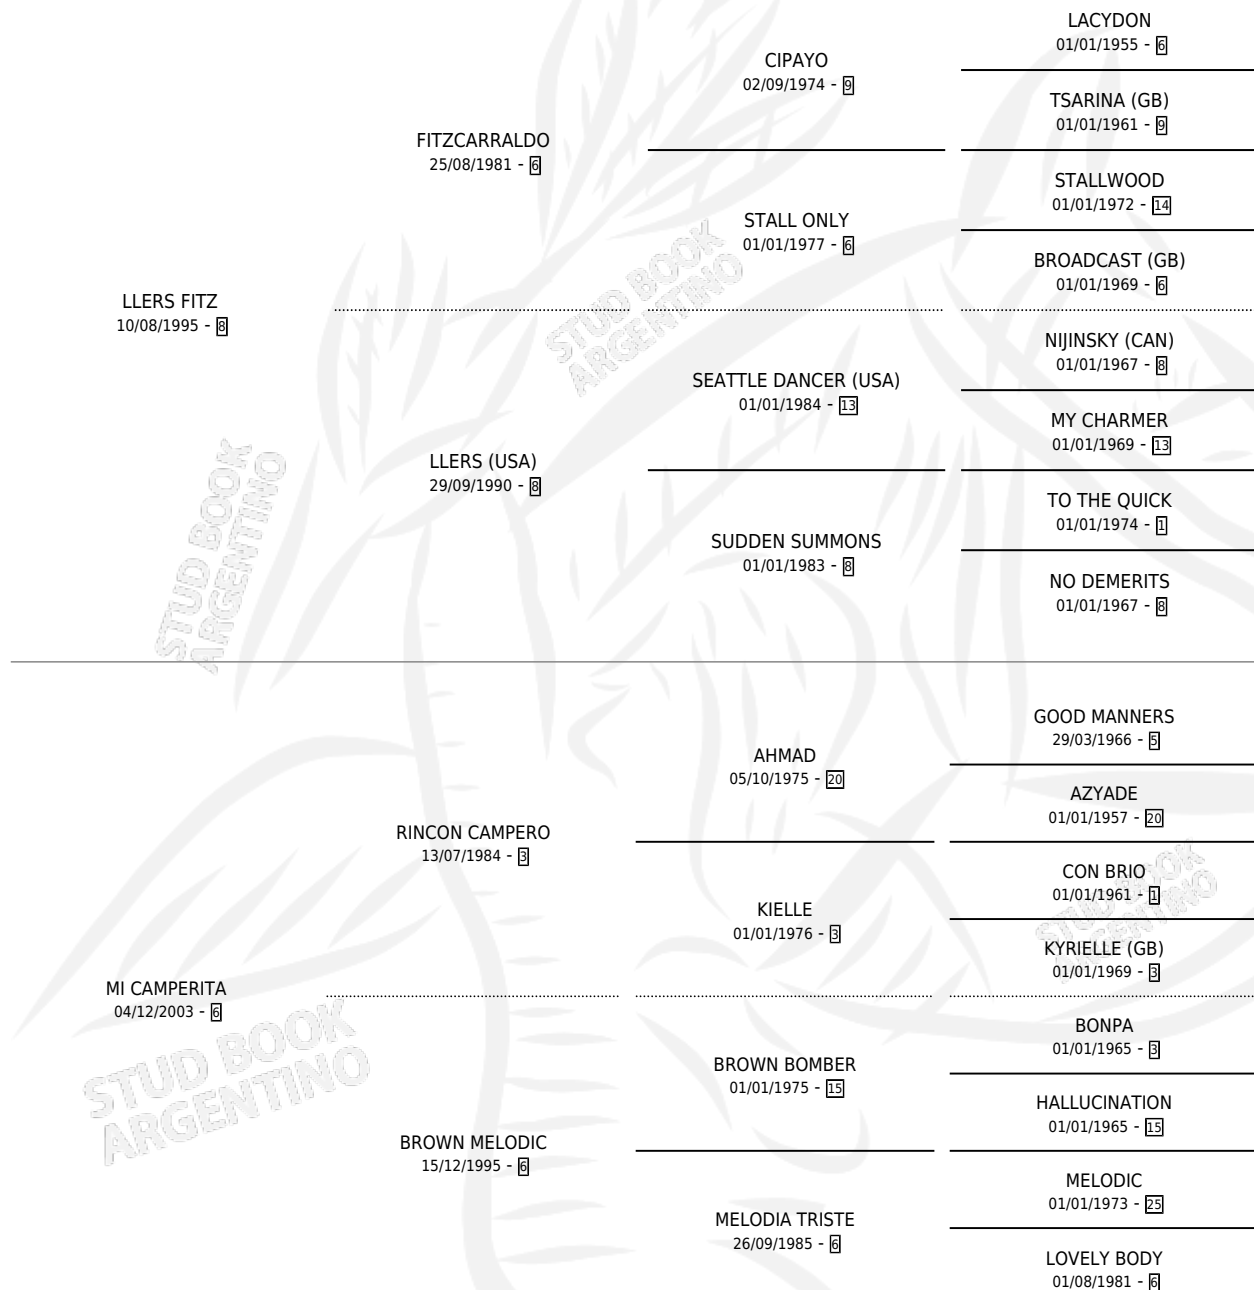 LACYDON
01/01/1955 - 6
CIPAYO
02/09/1974 - 9
TSARINA (GB)
01/01/1961 - 9
FITZCARRALDO
25/08/1981 - 6
STALLWOOD
01/01/1972 - 14
STALL ONLY
01/01/1977 - 6
BROADCAST (GB)
01/01/1969 - 6
LLERS FITZ
10/08/1995 - 8
NIJINSKY (CAN)
01/01/1967 - 8
SEATTLE DANCER (USA)
01/01/1984 - 13
MY CHARMER
01/01/1969 - 13
LLERS (USA)
29/09/1990 - 8
TO THE QUICK
01/01/1974 - 1
SUDDEN SUMMONS
01/01/1983 - 8
NO DEMERITS
01/01/1967 - 8
GOOD MANNERS
29/03/1966 - 5
AHMAD
05/10/1975 - 20
AZYADE
01/01/1957 - 20
RINCON CAMPERO
13/07/1984 - 3
CON BRIO
01/01/1961 - 1
KIELLE
01/01/1976 - 3
KYRIELLE (GB)
01/01/1969 - 3
MI CAMPERITA
04/12/2003 - 6
BONPA
01/01/1965 - 3
BROWN BOMBER
01/01/1975 - 15
HALLUCINATION
01/01/1965 - 15
BROWN MELODIC
15/12/1995 - 6
MELODIC
01/01/1973 - 25
MELODIA TRISTE
26/09/1985 - 6
LOVELY BODY
01/08/1981 - 6
STUD BOOK
ARGENTINO
STUD BOOK
ARGENTINO
STUD BOOK
ARGENTINO
STUD BOOK
ARGENTINO